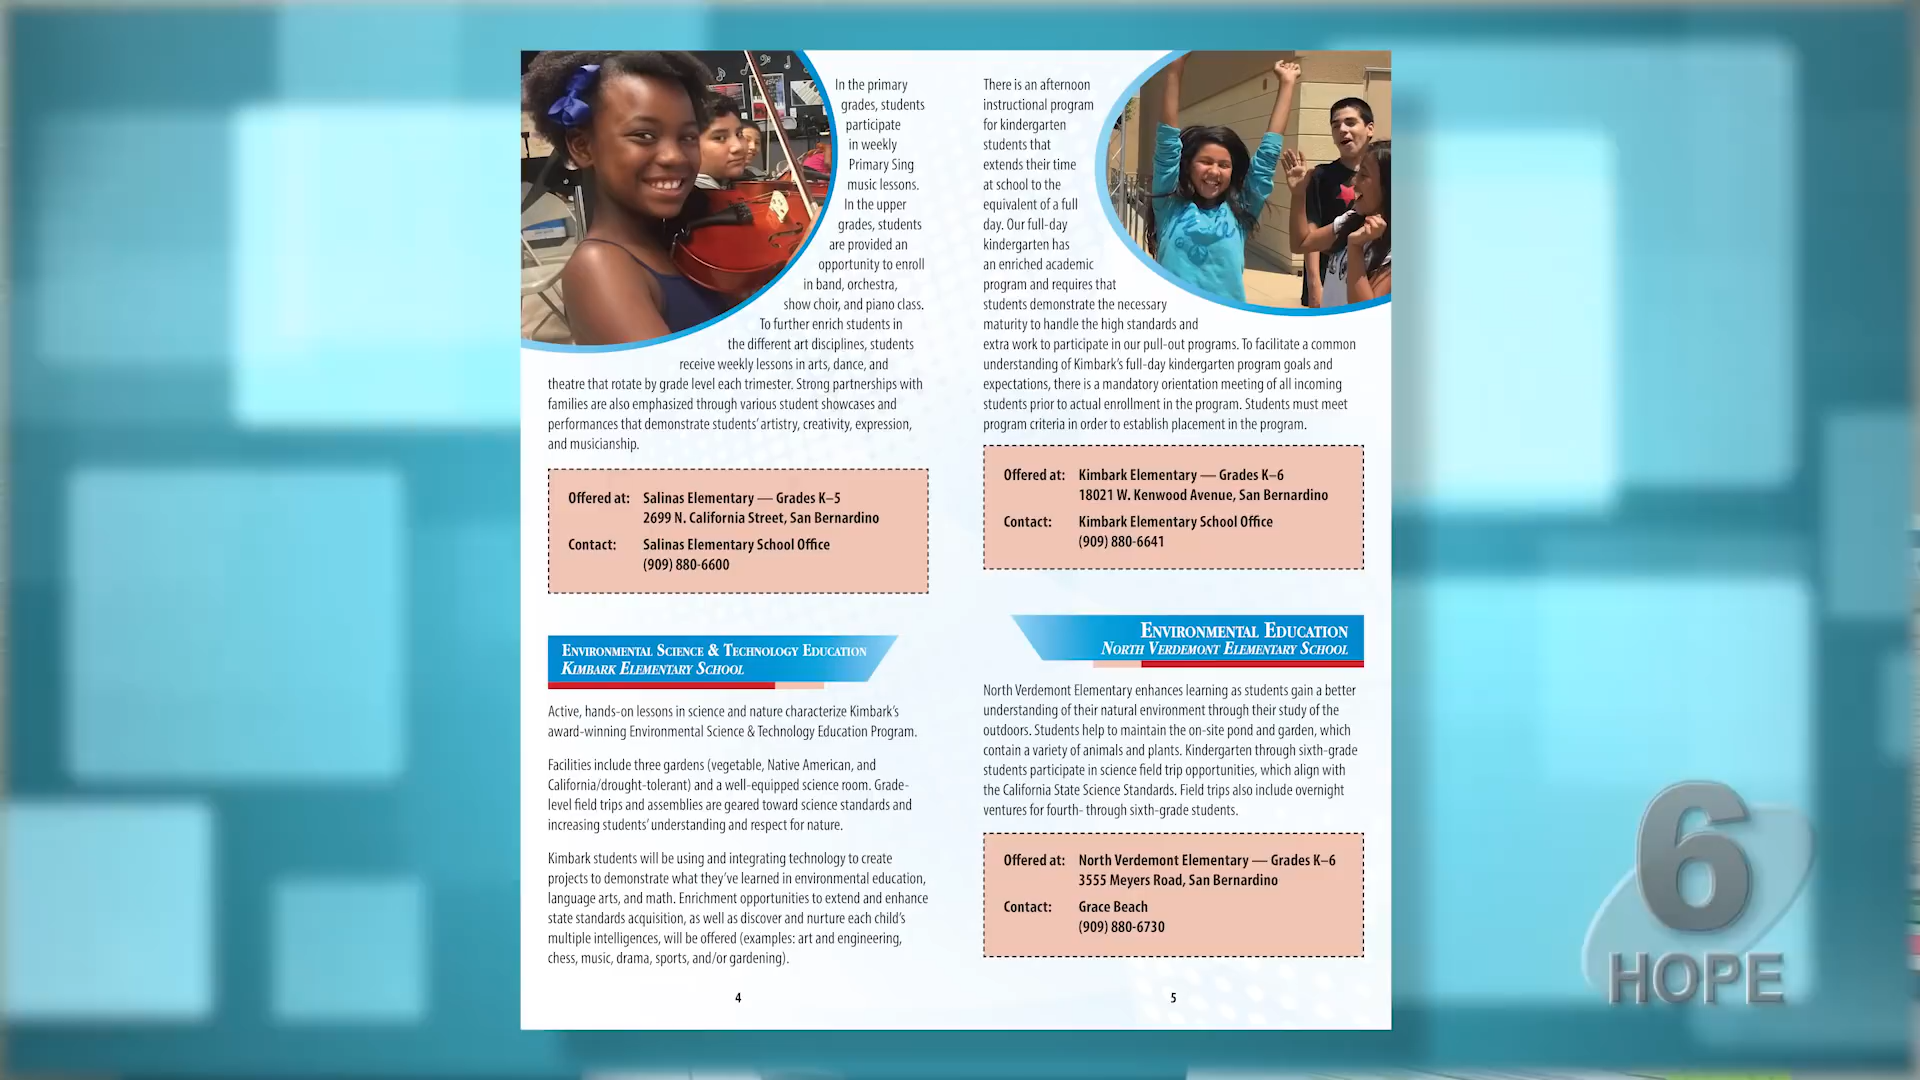 In the primary
grades, students
participate
in weekly
Primary Sing
music lessons.
In the upper
grades, students
are provided an
opportunity to enroll
in band, orchestra,
show choir, and piano class.
To further enrich students in
the different art disciplines, students
receive weekly lessons in arts, dance, and
theatre that rotate by grade level each trimester. Strong partnerships with
families are also emphasized through various student showcases and
performances that demonstrate students’ artistry, creativity, expression,
and musicianship.
Offered at: Salinas Elementary — Grades K–5
2699 N. California Street, San Bernardino
Contact: Salinas Elementary School Office
(909) 880-6600
Environmental Science & Technology Education
Kimbark Elementary School
Active, hands-on lessons in science and nature characterize Kimbark’s
award-winning Environmental Science & Technology Education Program.
Facilities include three gardens (vegetable, Native American, and
California/drought-tolerant) and a well-equipped science room. Grade-
level field trips and assemblies are geared toward science standards and
increasing students’ understanding and respect for nature.
Kimbark students will be using and integrating technology to create
projects to demonstrate what they’ve learned in environmental education,
language arts, and math. Enrichment opportunities to extend and enhance
state standards acquisition, as well as discover and nurture each child’s
multiple intelligences, will be offered (examples: art and engineering,
chess, music, drama, sports, and/or gardening).
4
There is an afternoon
instructional program
for kindergarten
students that
extends their time
at school to the
equivalent of a full
day. Our full-day
kindergarten has
an enriched academic
program and requires that
students demonstrate the necessary
maturity to handle the high standards and
extra work to participate in our pull-out programs. To facilitate a common
understanding of Kimbark’s full-day kindergarten program goals and
expectations, there is a mandatory orientation meeting of all incoming
students prior to actual enrollment in the program. Students must meet
program criteria in order to establish placement in the program.
Offered at: Kimbark Elementary — Grades K–6
18021 W. Kenwood Avenue, San Bernardino
Contact: Kimbark Elementary School Office
(909) 880-6641
Environmental Education
North Verdemont Elementary School
North Verdemont Elementary enhances learning as students gain a better
understanding of their natural environment through their study of the
outdoors. Students help to maintain the on-site pond and garden, which
contain a variety of animals and plants. Kindergarten through sixth-grade
students participate in science field trip opportunities, which align with
the California State Science Standards. Field trips also include overnight
ventures for fourth- through sixth-grade students.
Offered at: North Verdemont Elementary — Grades K–6
3555 Meyers Road, San Bernardino
Contact: Grace Beach
(909) 880-6730
5
6
HOPE